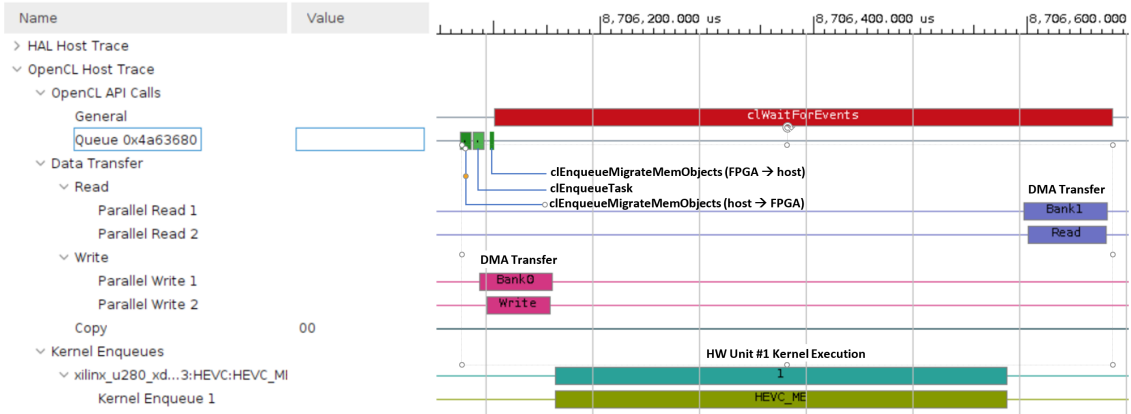 Name Value 8,706,200.000 us 8,706,400.000 us 8,706,600.000
HAL Host Trace
OpenCL Host Trace
OpenCL API Calls
General clWaitForEvents
Queue 0x4a63680
Data Transfer clEnqueueMigrateMemObjects (FPGA → host)
Read clEnqueueTask DMA Transfer
Parallel Read 1 clEnqueueMigrateMemObjects (host → FPGA) Bank1
Parallel Read 2 Read
Write DMA Transfer
Parallel Write 1 Bank0
Parallel Write 2 Write
Copy 00
Kernel Enqueues HW Unit #1 Kernel Execution
xilinx_u280_xd...3:HEVC:HEVC_ME 1
Kernel Enqueue 1 HEVC_ME